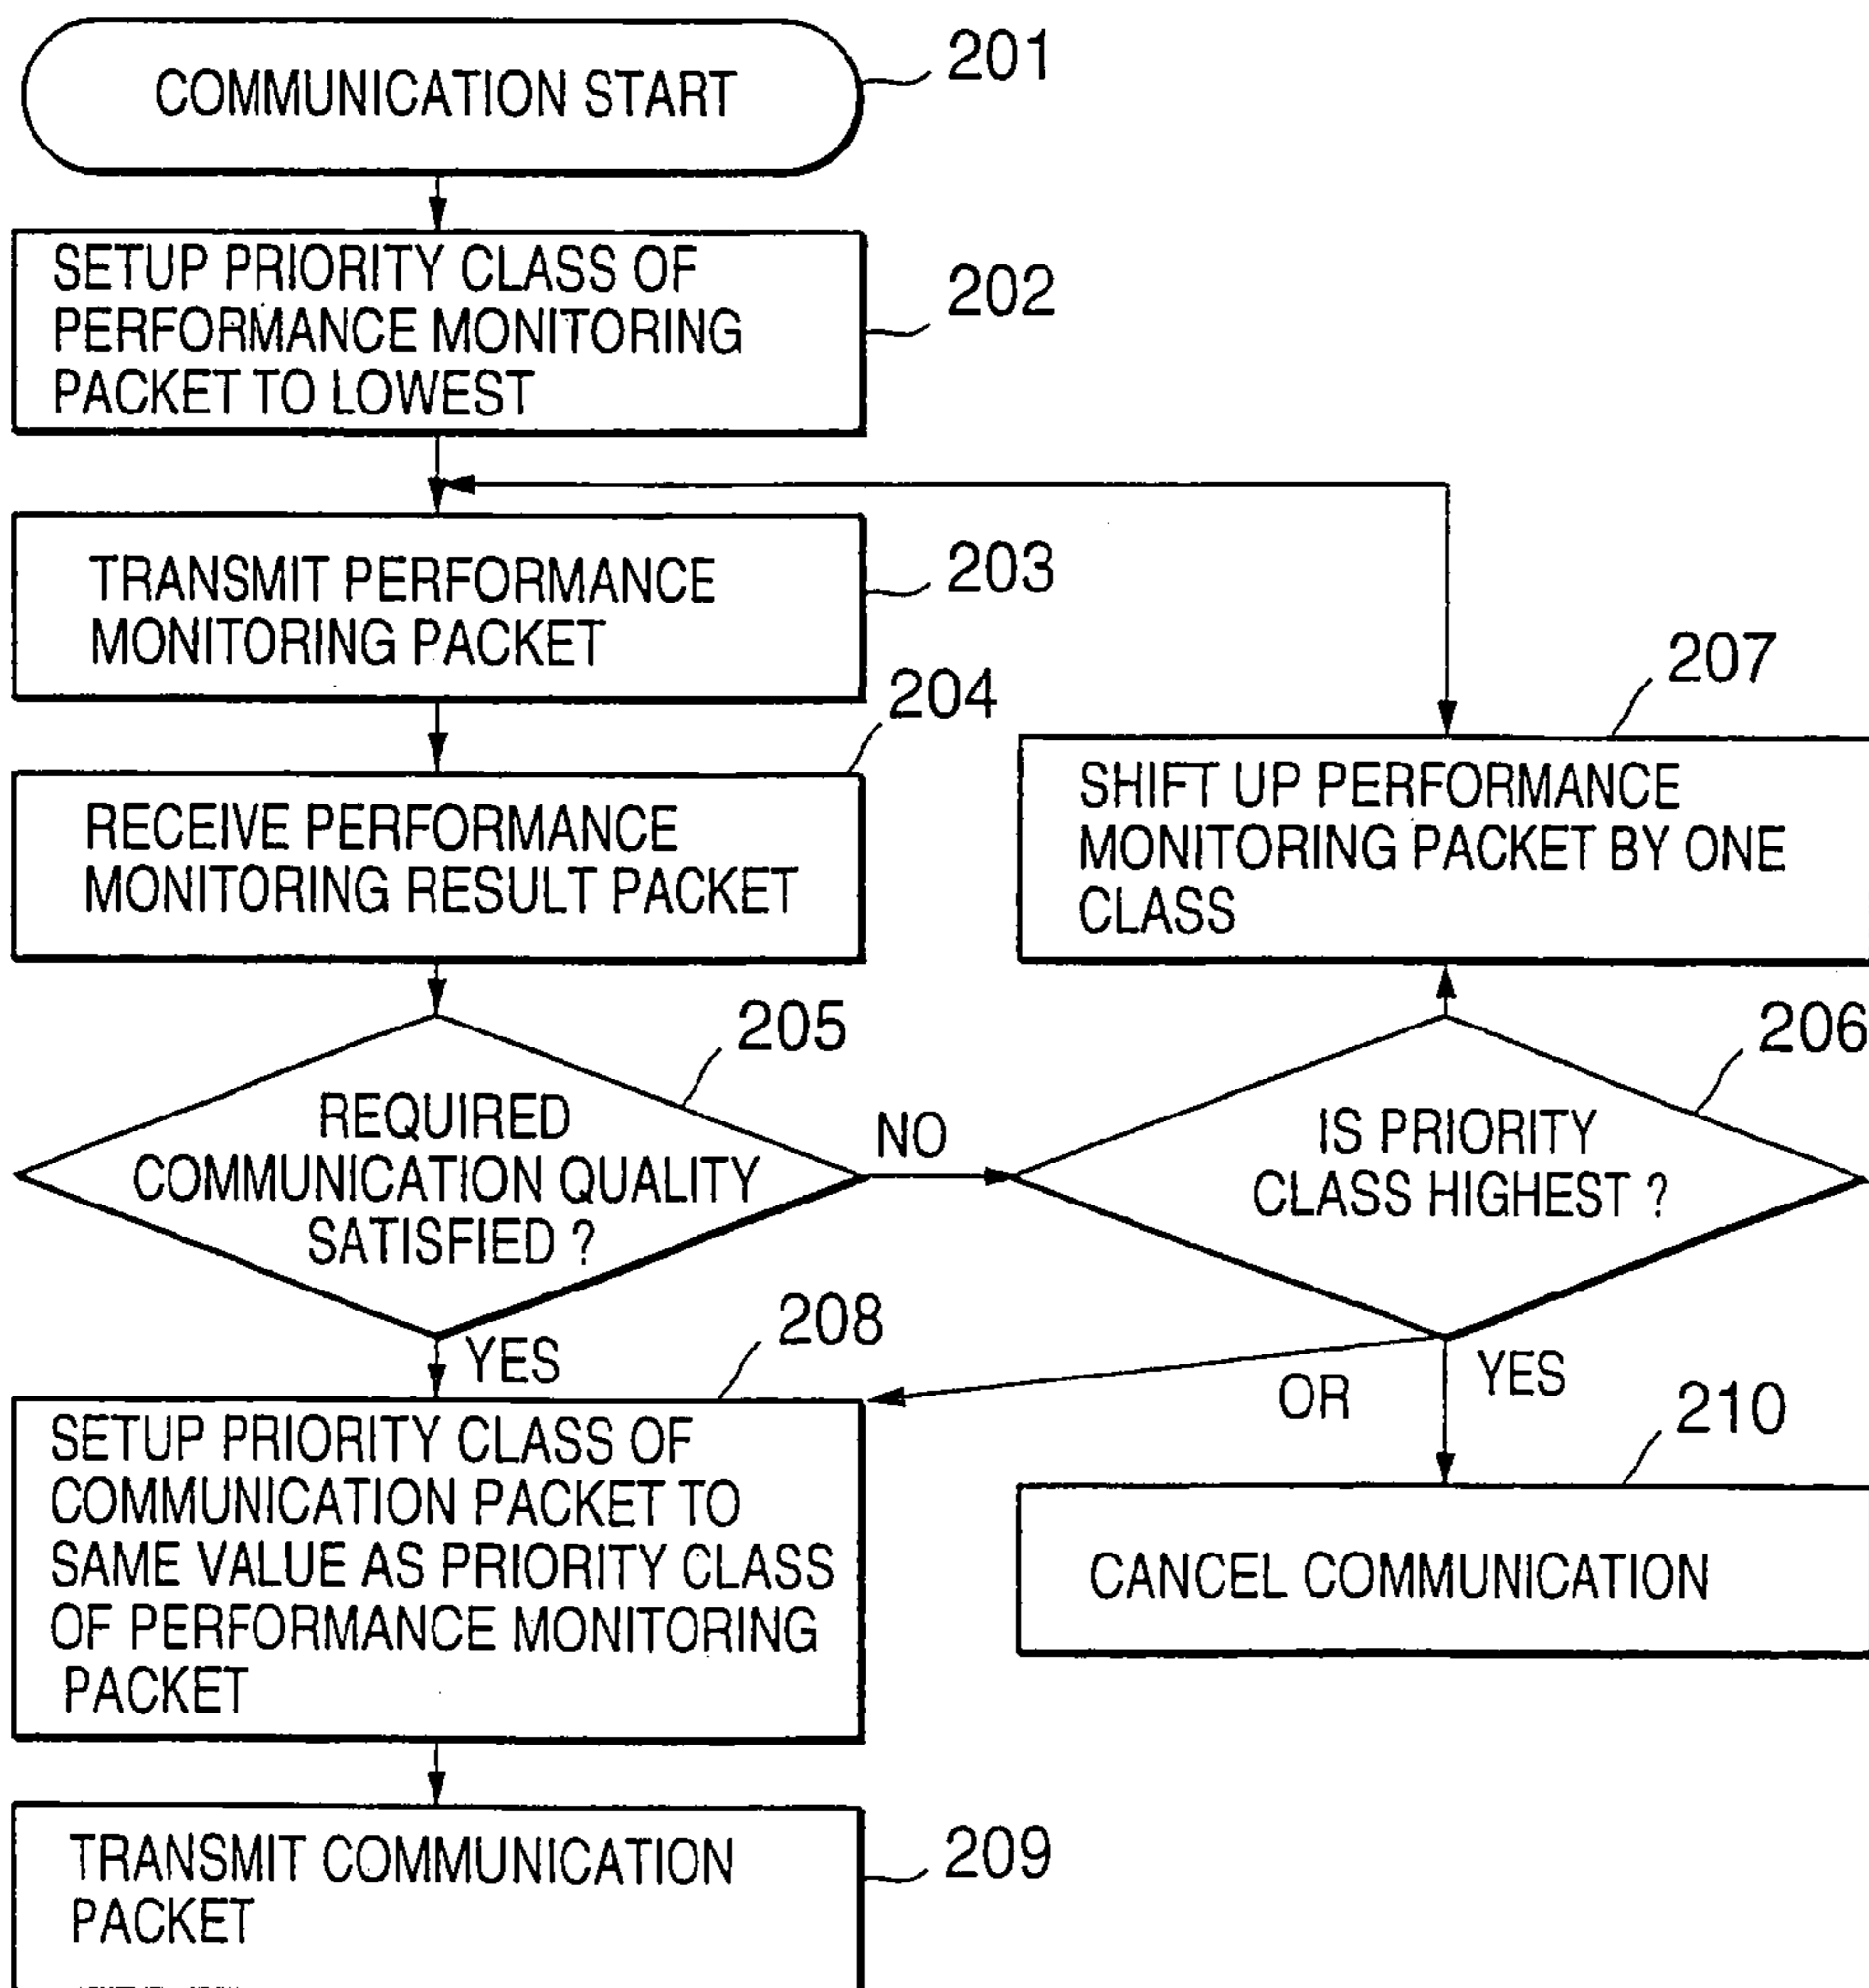 COMMUNICATION START
201
SETUP PRIORITY CLASS OF
PERFORMANCE MONITORING
PACKET TO LOWEST
202
TRANSMIT PERFORMANCE
MONITORING PACKET
203
204
RECEIVE PERFORMANCE
MONITORING RESULT PACKET
207
SHIFT UP PERFORMANCE
MONITORING PACKET BY ONE
CLASS
205
REQUIRED
COMMUNICATION QUALITY
SATISFIED ?
NO
206
IS PRIORITY
CLASS HIGHEST ?
YES
208
OR
YES
SETUP PRIORITY CLASS OF
COMMUNICATION PACKET TO
SAME VALUE AS PRIORITY CLASS
OF PERFORMANCE MONITORING
PACKET
210
CANCEL COMMUNICATION
TRANSMIT COMMUNICATION
PACKET
209